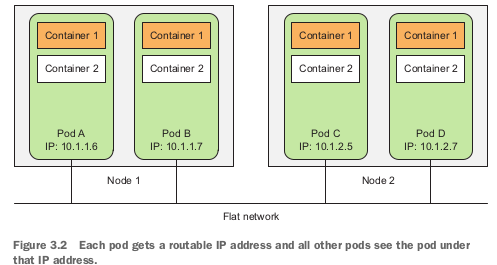 Container 1
Container 2
Pod A
IP: 10.1.1.6
Container 1
Container 2
Pod B
IP: 10.1.1.7
Node 1
Container 1
Container 2
Pod C
IP: 10.1.2.5
Container 1
Container 2
Pod D
IP: 10.1.2.7
Node 2
Flat network
Figure 3.2 Each pod gets a routable IP address and all other pods see the pod under
that IP address.